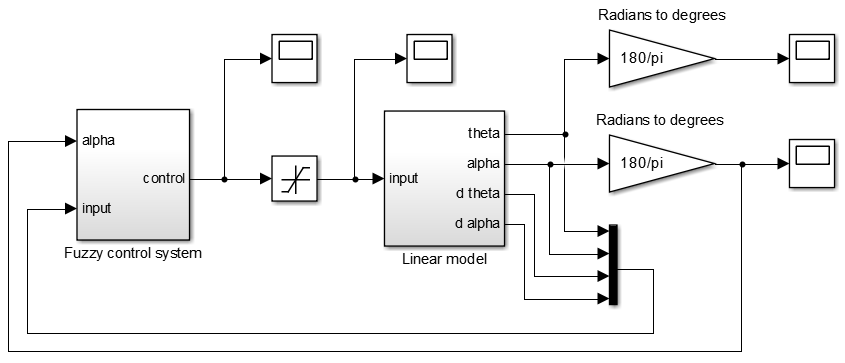 Radians to degrees
180/pi
Radians to degrees
180/pi
alpha
control
input
Fuzzy control system
input
theta
alpha
d theta
d alpha
Linear model